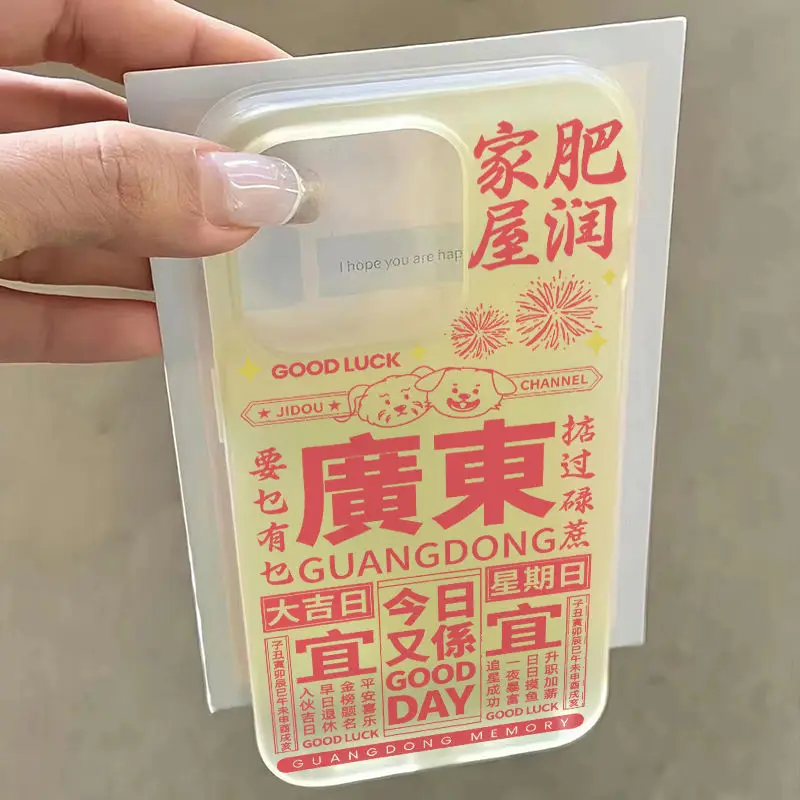 家肥
屋润
I hope you are hap
GOOD LUCK
JIDOU
CHANNEL
要乜有乜
廣東
掂过碌蔗
GUANGDONG
大吉日
今日
又係
GOOD
DAY
星期日
子丑寅卯辰巳午未申酉戌亥
宜
平安喜乐
金榜题名
早日退休
入伙吉日
GOOD LUCK
宜
升职加薪
日日摸鱼
一夜暴富
追星成功
GOOD LUCK
子丑寅卯辰巳午未申酉戌亥
GUANGDONG MEMORY